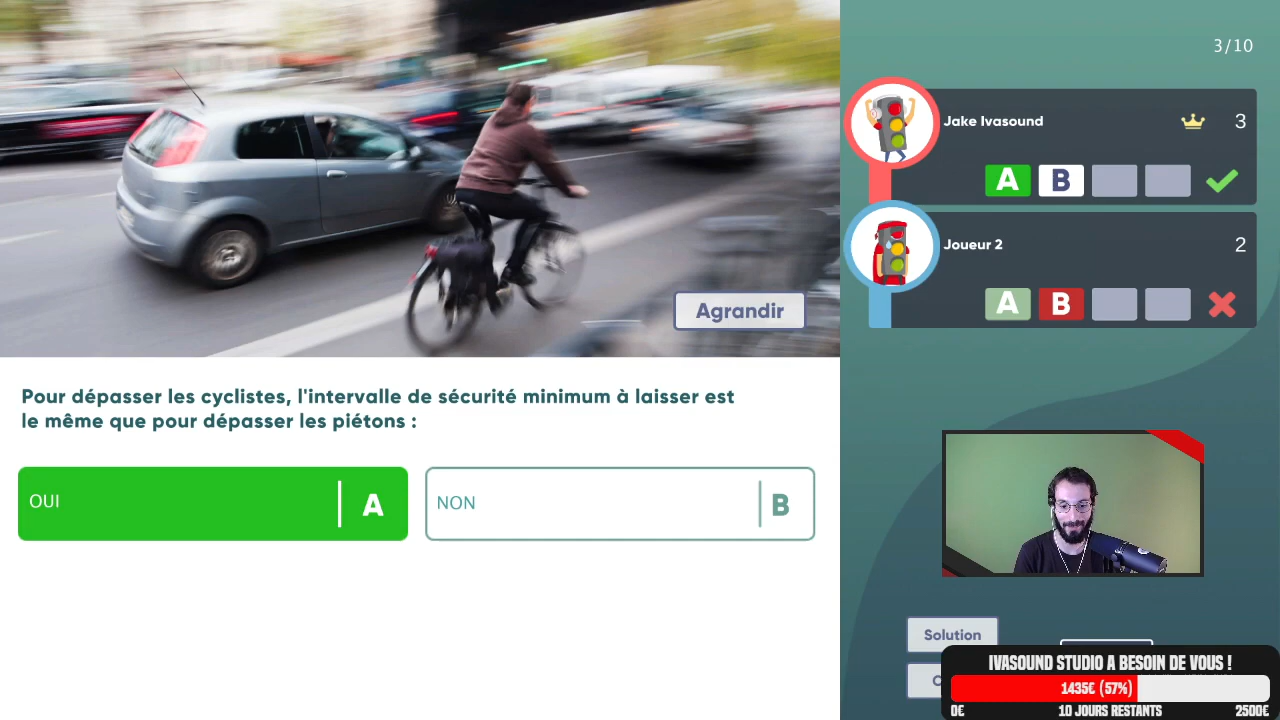 3/10
Jake Ivasound
3
A
B
Joueur 2
2
A
B
Agrandir
Pour dépasser les cyclistes, l'intervalle de sécurité minimum à laisser est
le même que pour dépasser les piétons :
OUI
A
NON
B
Solution
IVASOUND STUDIO A BESOIN DE VOUS !
1435€ (57%)
0€
10 JOURS RESTANTS
2500€